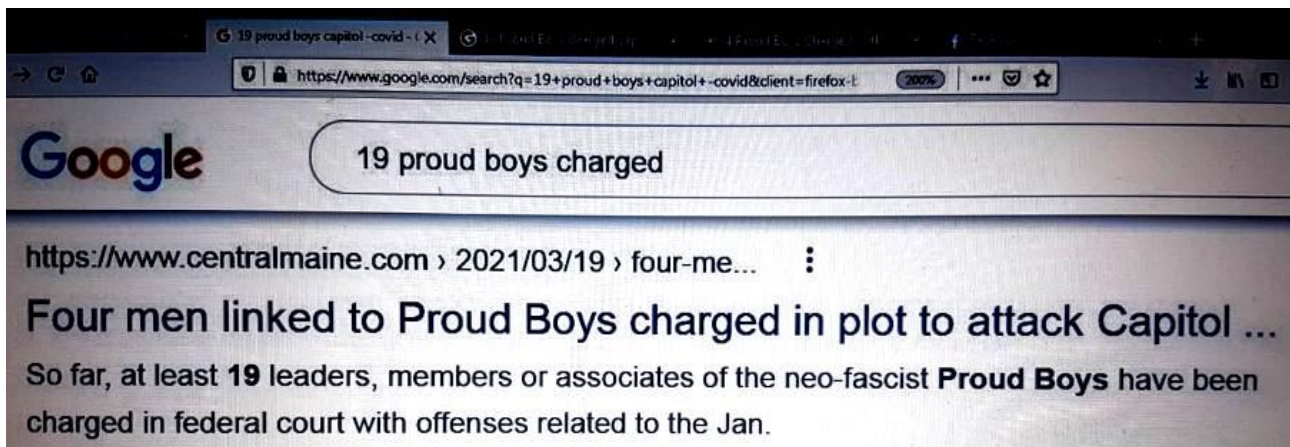 19 proud boys capitol -covid - G
https://www.google.com/search?q=19+proud+boys+capitol+-covid&client=firefox-b
200%
Google
19 proud boys charged
https://www.centralmaine.com › 2021/03/19 › four-me...
Four men linked to Proud Boys charged in plot to attack Capitol ...
So far, at least 19 leaders, members or associates of the neo-fascist Proud Boys have been
charged in federal court with offenses related to the Jan.